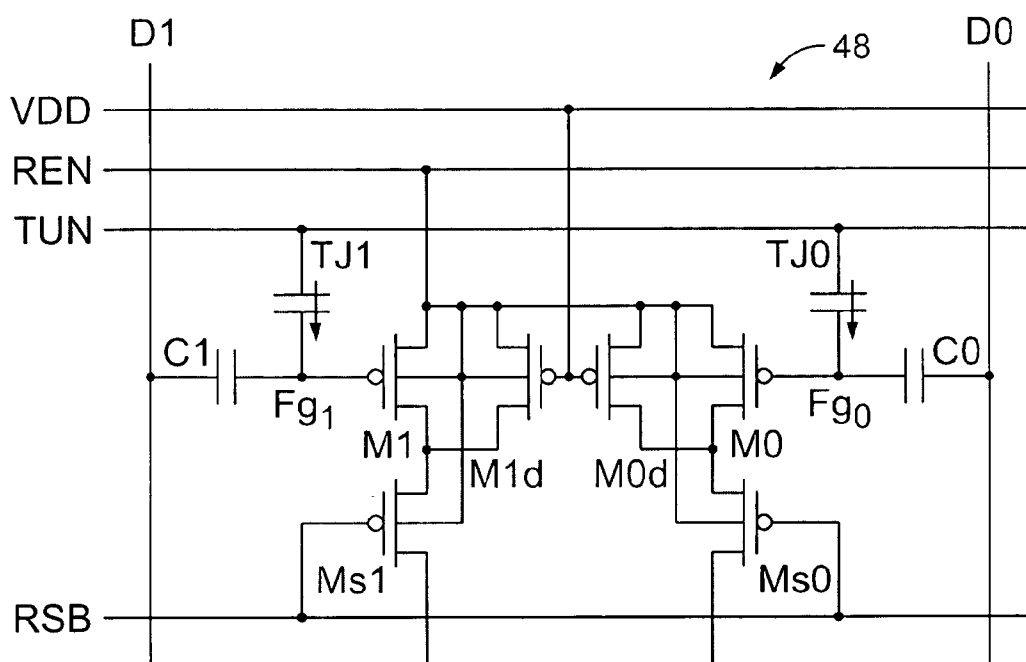 D1
D0
48
VDD
REN
TUN
TJ1
TJ0
C1
C0
Fg1
Fg0
M1
M1d
M0d
M0
Ms1
Ms0
RSB